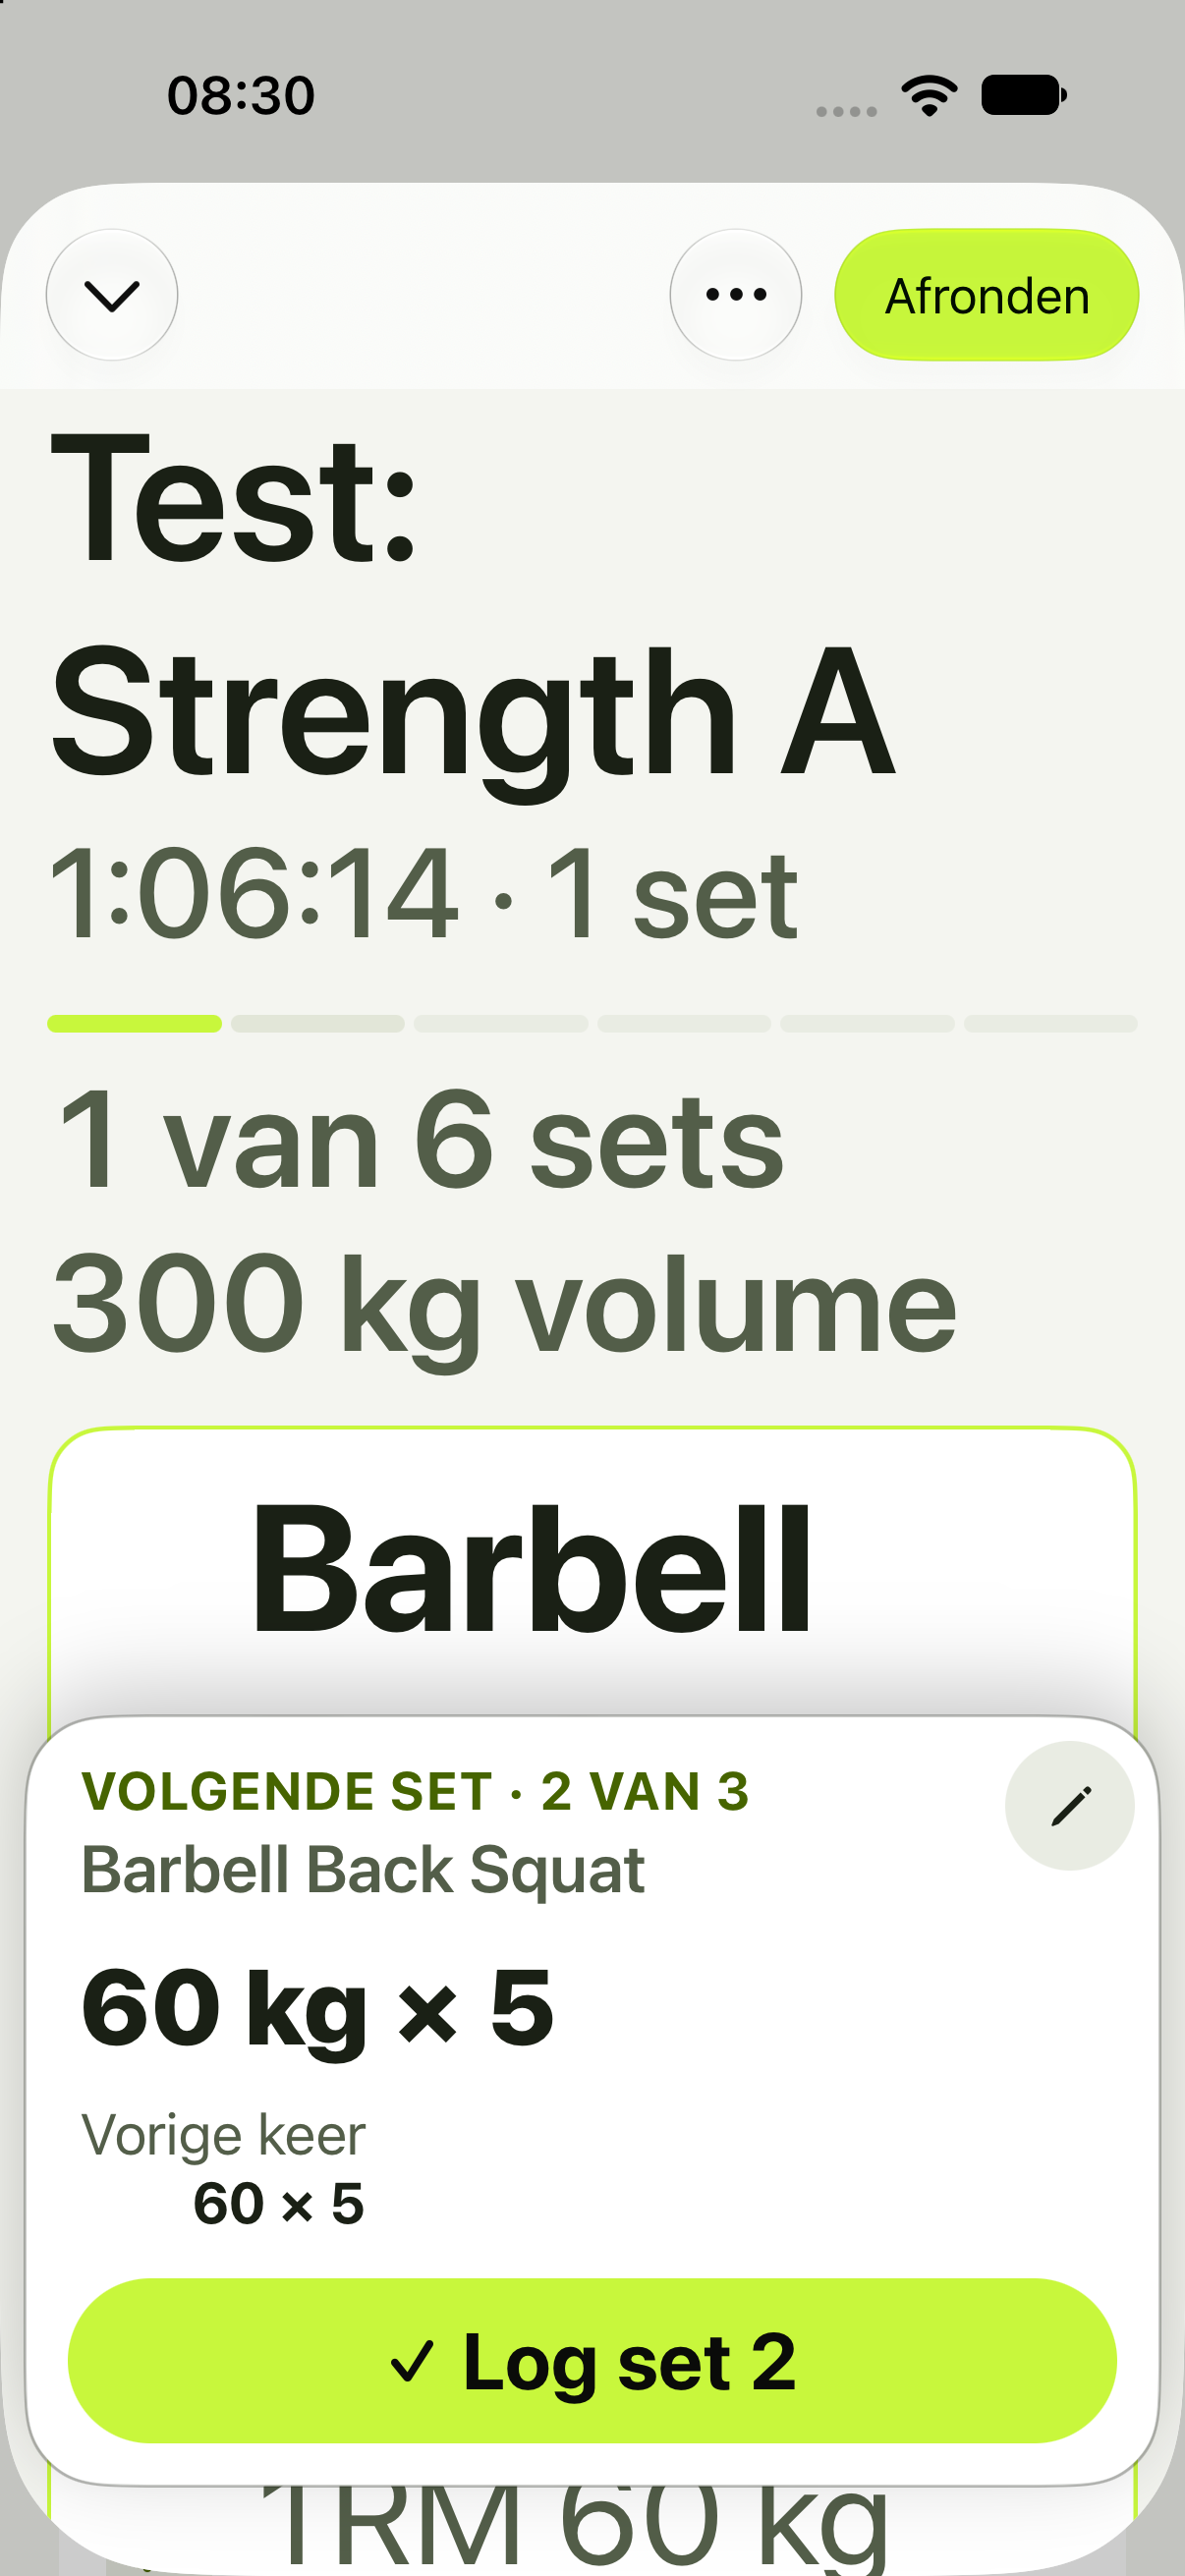 08:30
Afronden
Test:
Strength A
1:06:14 · 1 set
1 van 6 sets
300 kg volume
Barbell
VOLGENDE SET · 2 VAN 3
Barbell Back Squat
60 kg × 5
Vorige keer
60 × 5
✓ Log set 2
1RM 60 kg